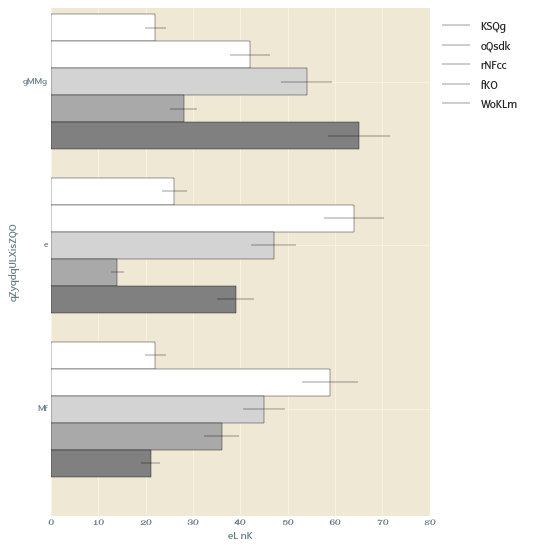 KSQg
oQsdk
rNFcc
fKO
WoKLm
gMMg
e
Mf
qZyqdqULXisZQO
0 10 20 30 40 50 60 70 80
eL nK